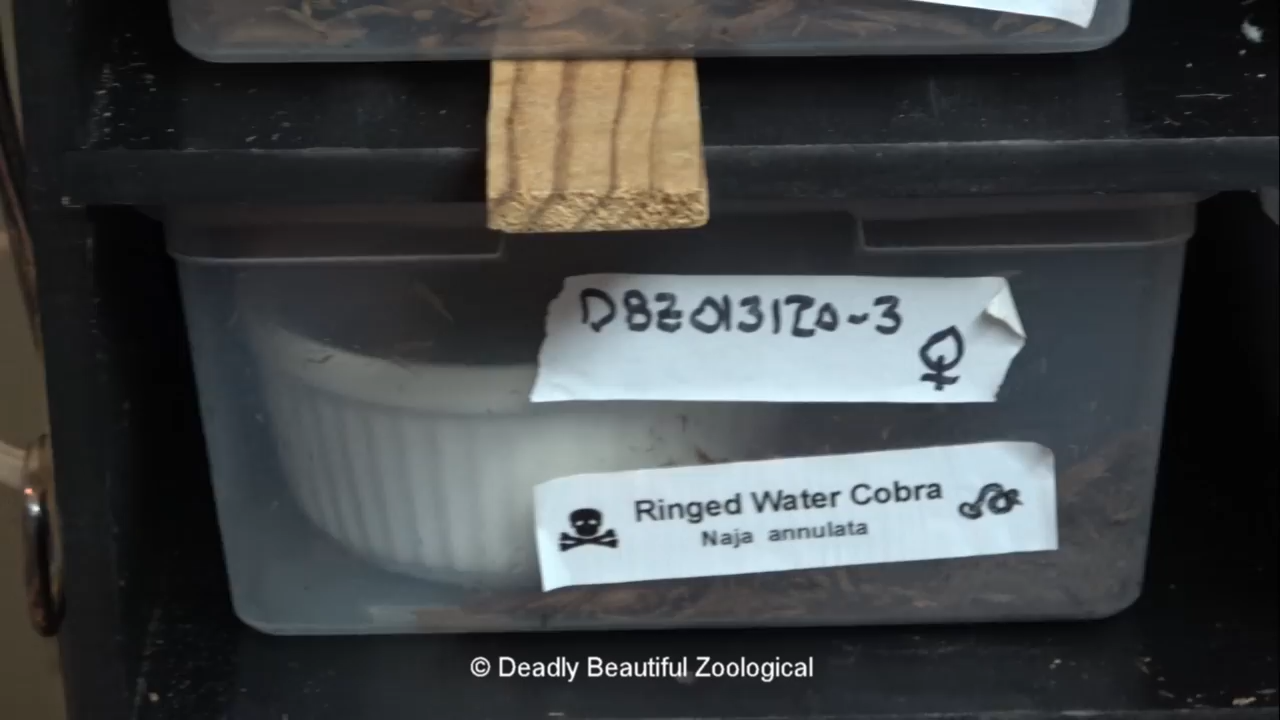 DBZ013120-3
♀
Ringed Water Cobra
Naja annulata
© Deadly Beautiful Zoological